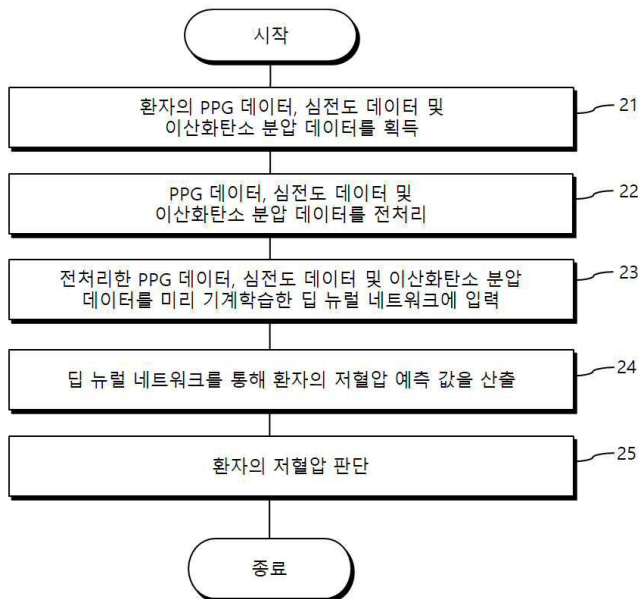 시작
환자의 PPG 데이터, 심전도 데이터 및
이산화탄소 분압 데이터를 획득
21
PPG 데이터, 심전도 데이터 및
이산화탄소 분압 데이터를 전처리
22
전처리한 PPG 데이터, 심전도 데이터 및 이산화탄소 분압
데이터를 미리 기계학습한 딥 뉴럴 네트워크에 입력
23
딥 뉴럴 네트워크를 통해 환자의 저혈압 예측 값을 산출
24
환자의 저혈압 판단
25
종료